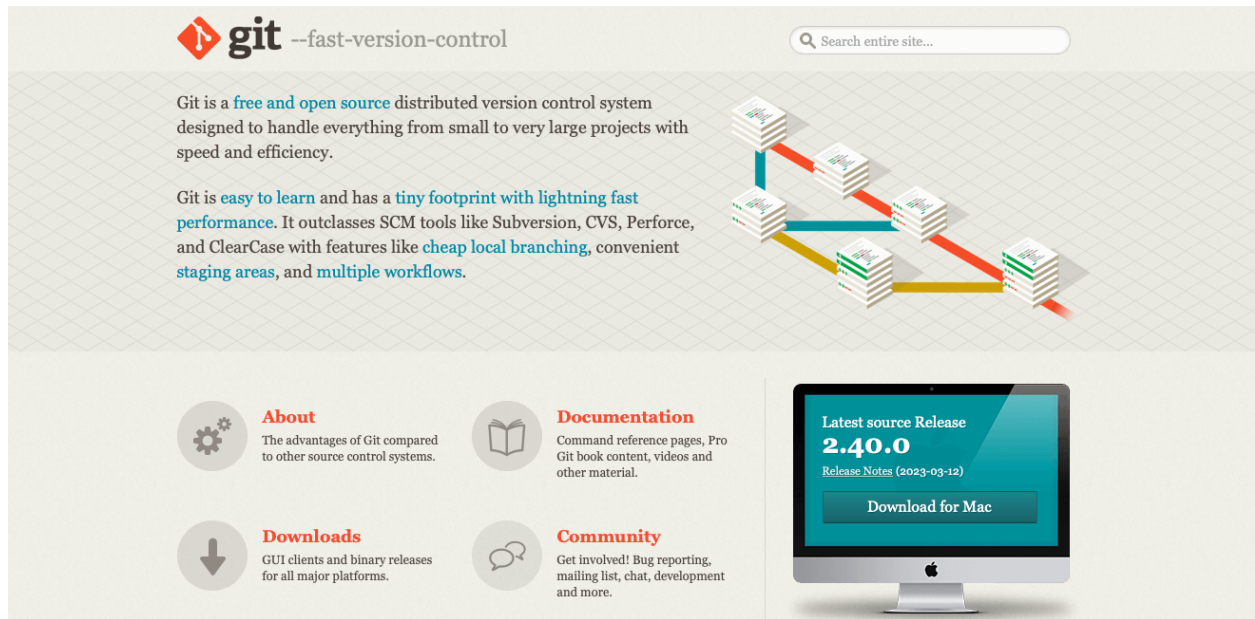 git --fast-version-control
Search entire site...
Git is a free and open source distributed version control system
designed to handle everything from small to very large projects with
speed and efficiency.
Git is easy to learn and has a tiny footprint with lightning fast
performance. It outclasses SCM tools like Subversion, CVS, Perforce,
and ClearCase with features like cheap local branching, convenient
staging areas, and multiple workflows.
About
The advantages of Git compared
to other source control systems.
Documentation
Command reference pages, Pro
Git book content, videos and
other material.
Downloads
GUI clients and binary releases
for all major platforms.
Community
Get involved! Bug reporting,
mailing list, chat, development
and more.
Latest source Release
2.40.0
Release Notes (2023-03-12)
Download for Mac